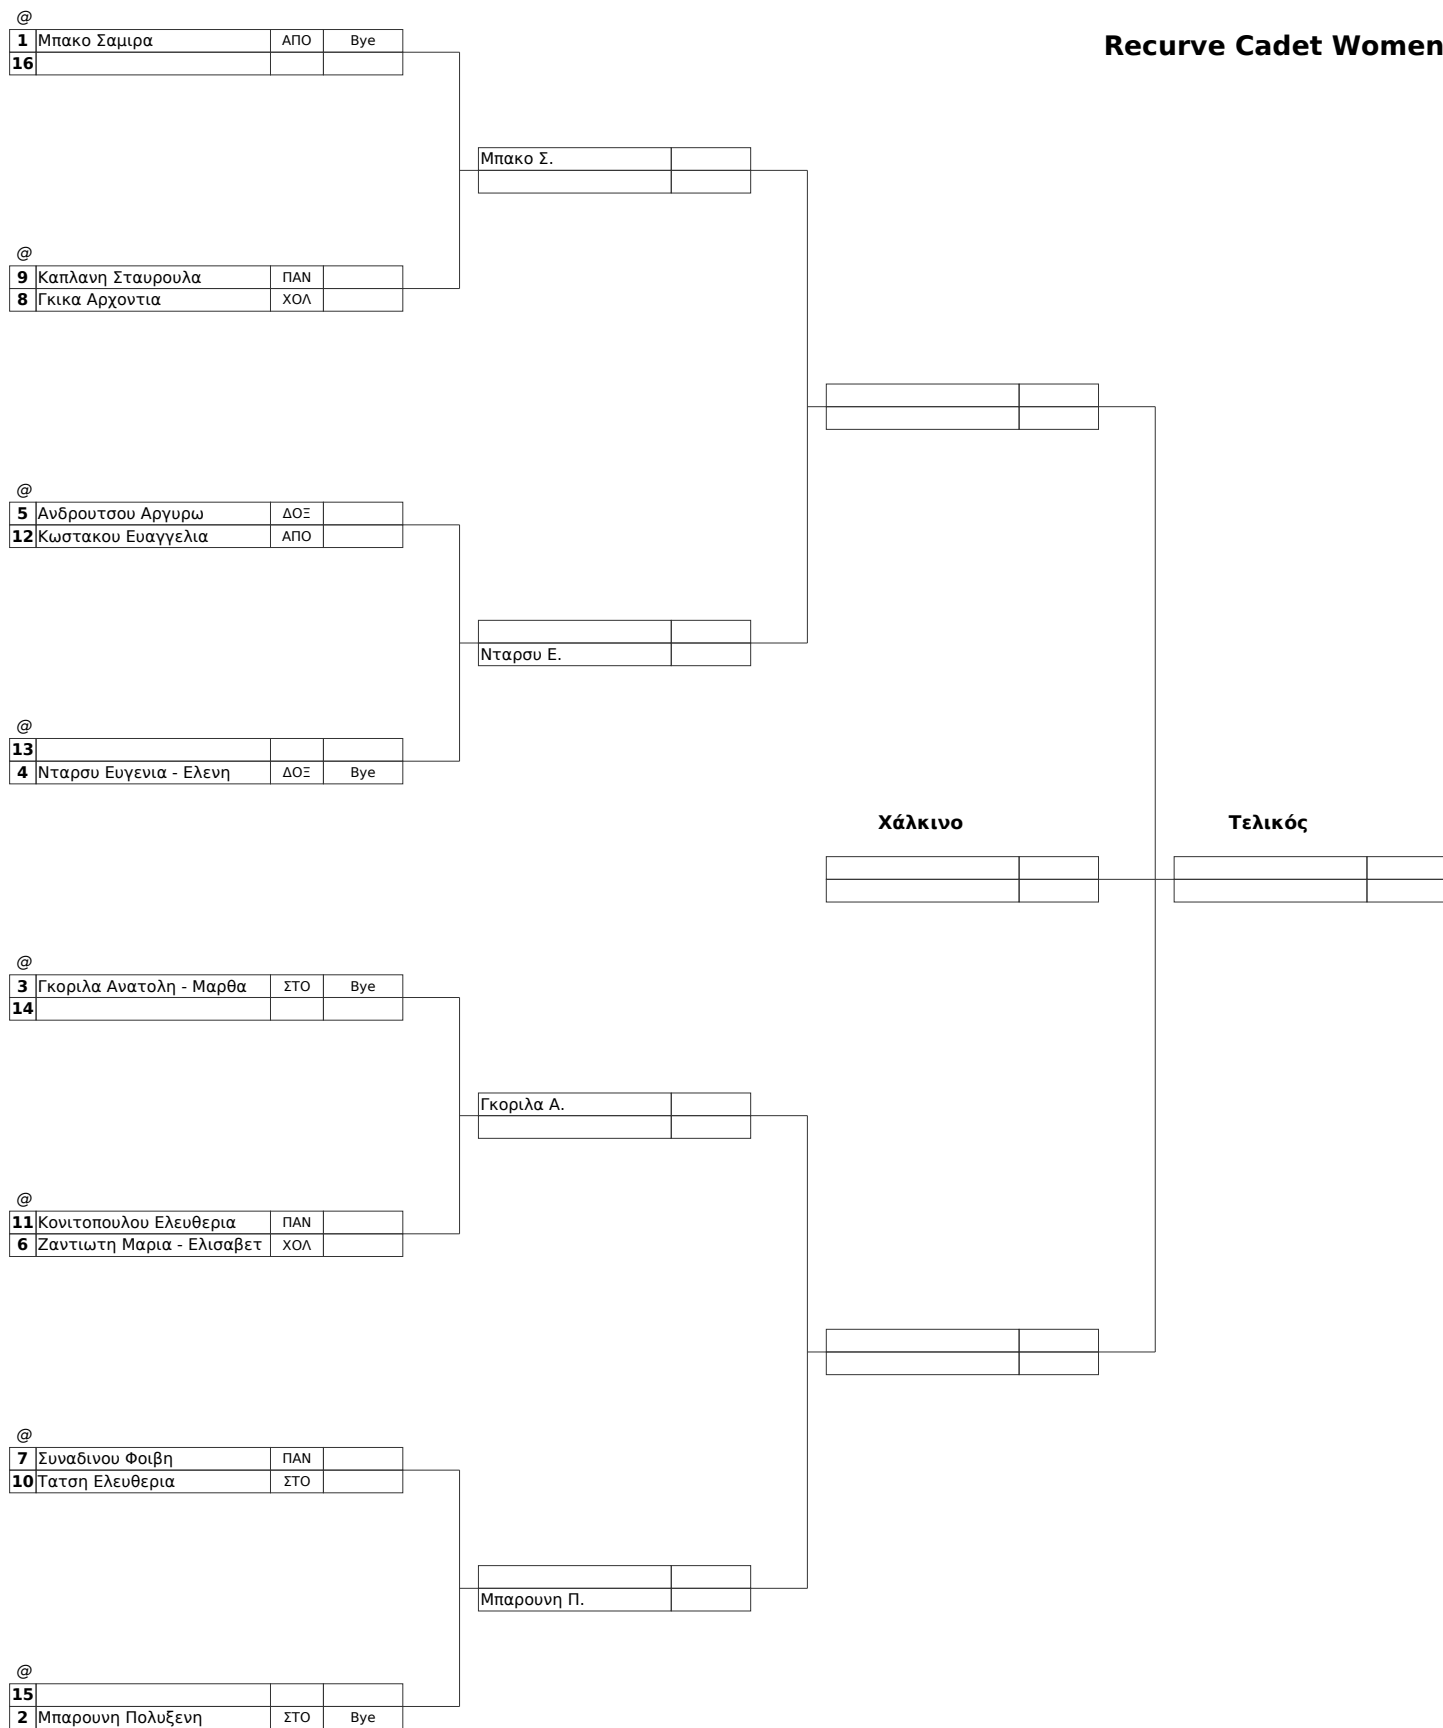 @
1 Μπακο Σαμιρα ΑΠΟ Bye
Recurve Cadet Women
16
Μπακο Σ.
@
9 Καπλανη Σταυρουλα ΠΑΝ
8 Γκικα Αρχοντια ΧΟΛ
@
5 Ανδρουτσου Αργυρω ΔΟΞ
12 Κωστακου Ευαγγελια ΑΠΟ
Νταρσυ Ε.
@
13
4 Νταρσυ Ευγενια - Ελενη ΔΟΞ Bye
Χάλκινο Τελικός
@
3 Γκοριλα Ανατολη - Μαρθα ΣΤΟ Bye
14
Γκοριλα Α.
@
11 Κονιτοπουλου Ελευθερια ΠΑΝ
6 Ζαντιωτη Μαρια - Ελισαβετ ΧΟΛ
@
7 Συναδινου Φοιβη ΠΑΝ
10 Τατση Ελευθερια ΣΤΟ
Μπαρουνη Π.
@
15
2 Μπαρουνη Πολυξενη ΣΤΟ Bye